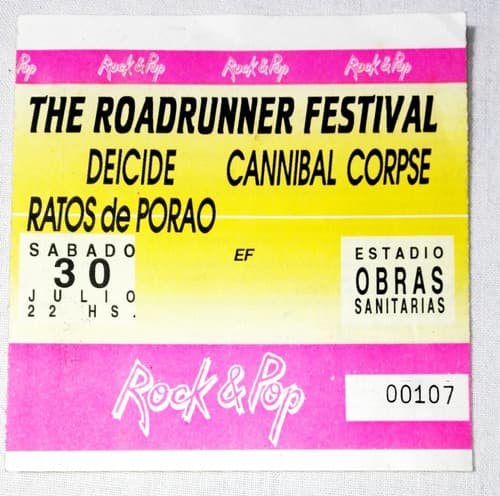 Pop Rock & Pop Rock & Pop Rock & Pop
THE ROADRUNNER FESTIVAL
DEICIDE CANNIBAL CORPSE
RATOS de PORAO
SABADO
30
JULIO
22 HS.
EF
ESTADIO
OBRAS
SANITARIAS
Rock & Pop
00107